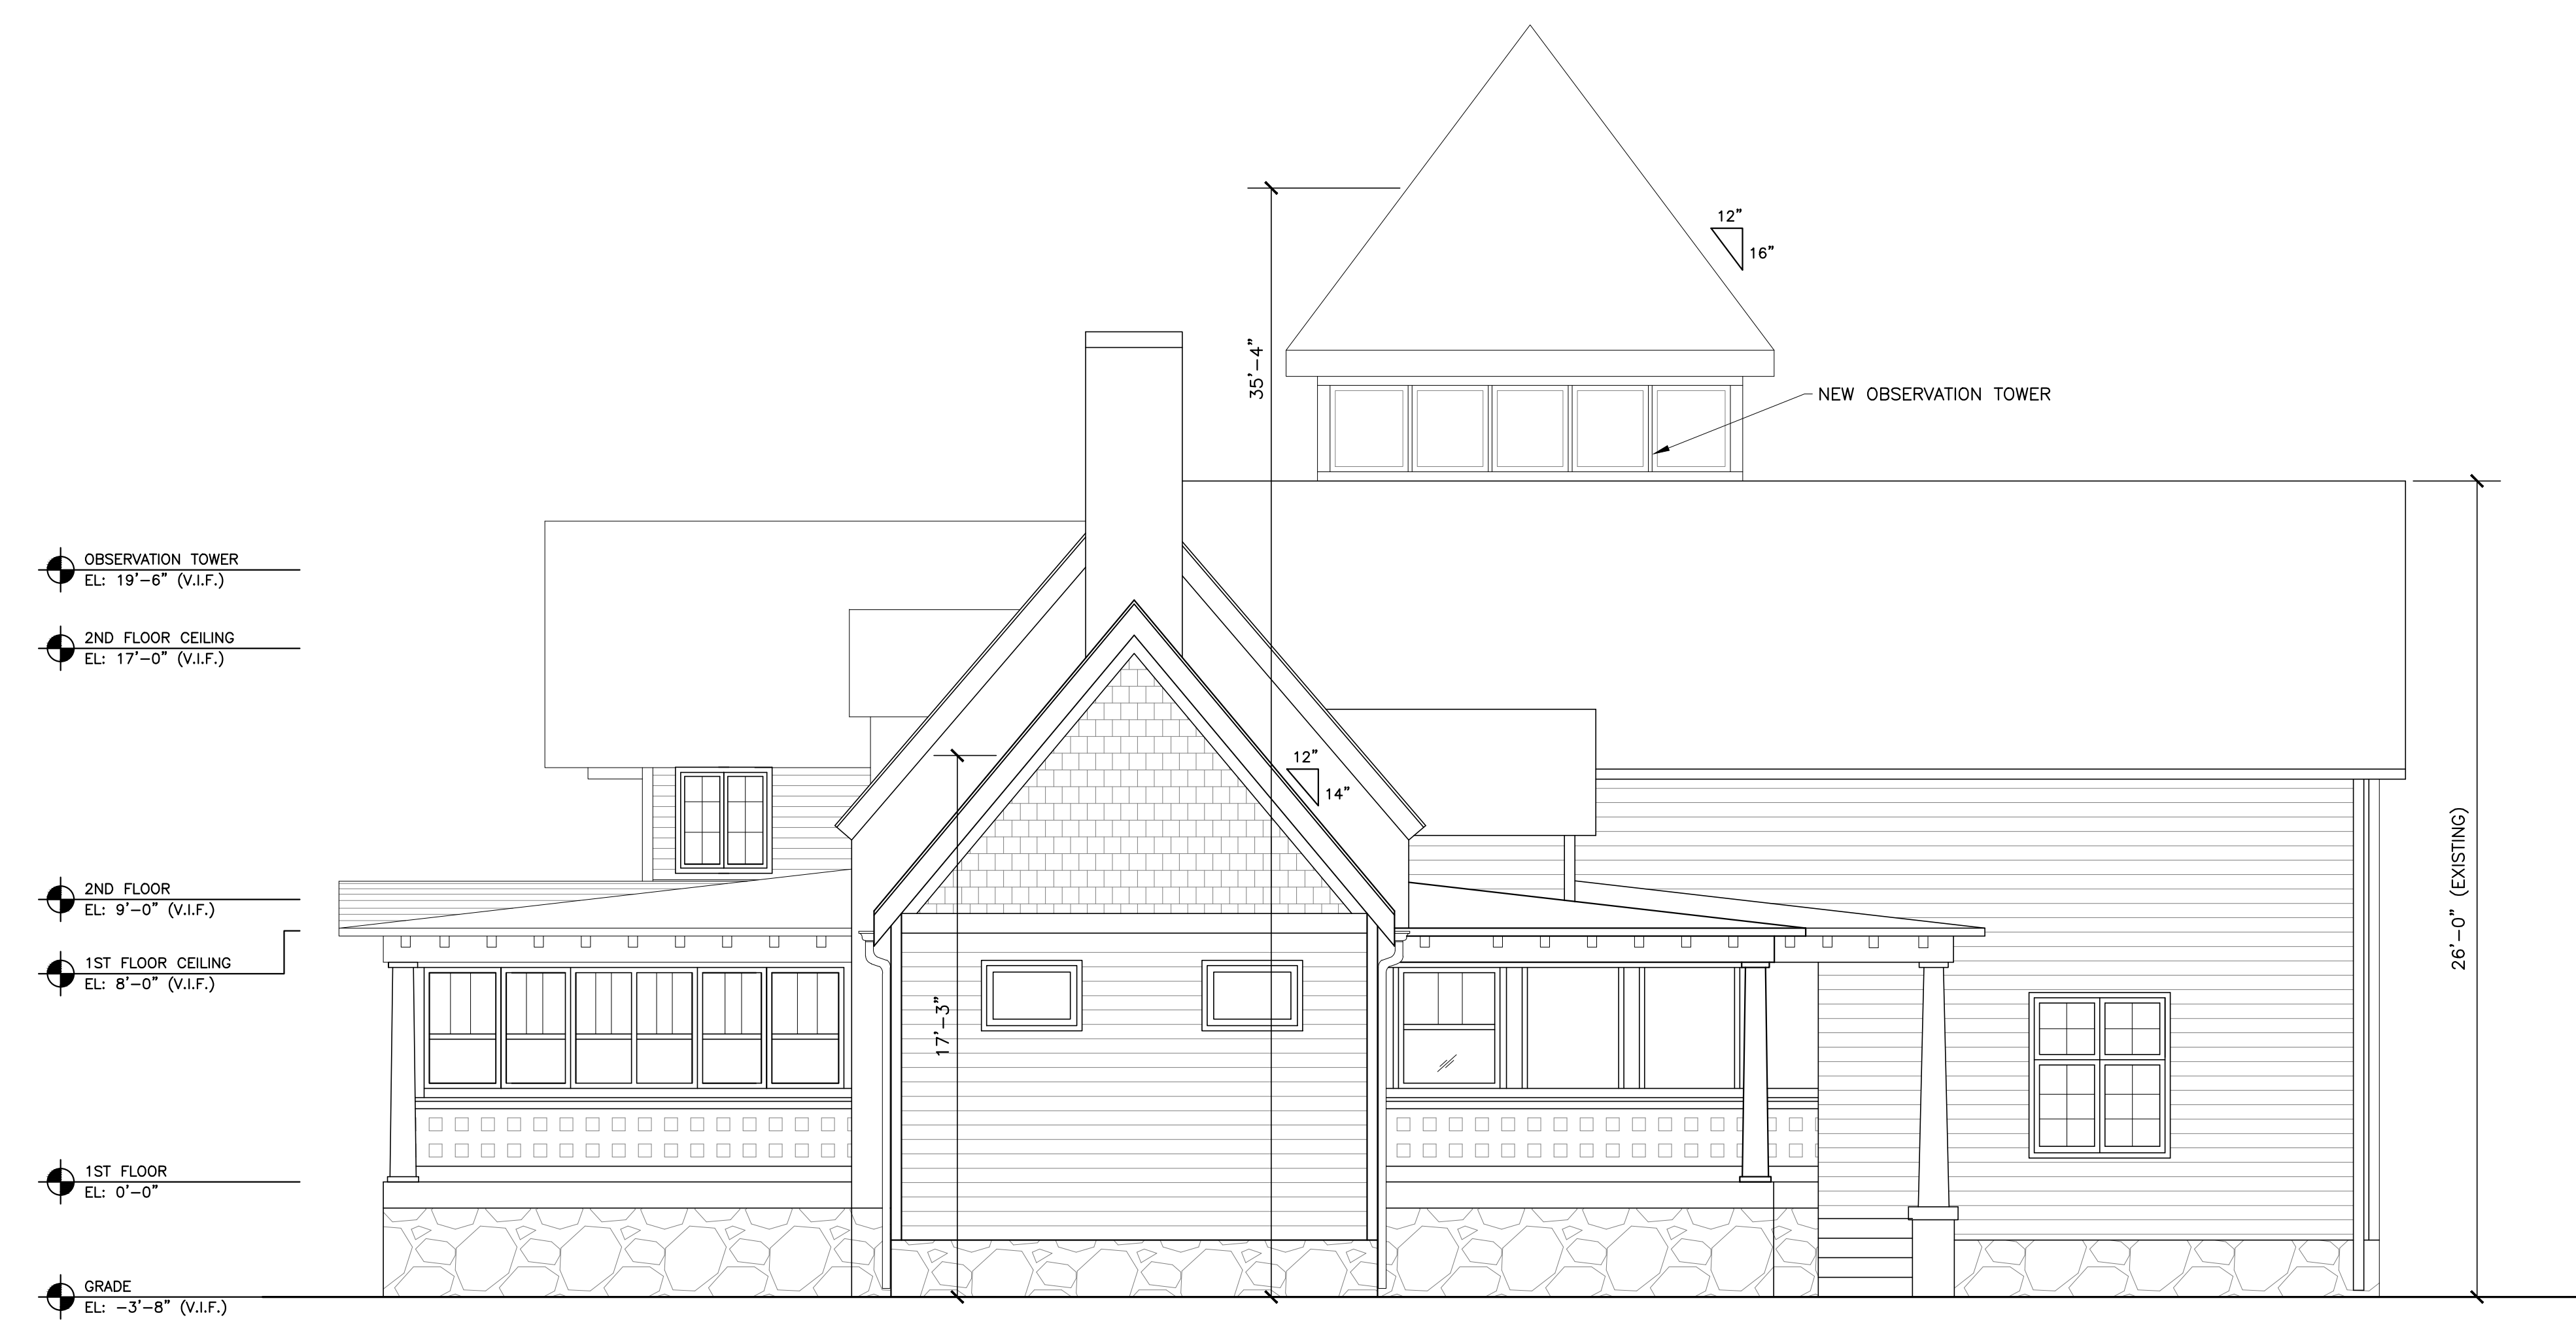 12"
16"
35'-4"
NEW OBSERVATION TOWER
OBSERVATION TOWER
EL: 19'-6" (V.I.F.)
2ND FLOOR CEILING
EL: 17'-0" (V.I.F.)
12"
14"
2ND FLOOR
EL: 9'-0" (V.I.F.)
26'-0" (EXISTING)
1ST FLOOR CEILING
EL: 8'-0" (V.I.F.)
17'-3"
1ST FLOOR
EL: 0'-0"
GRADE
EL: -3'-8" (V.I.F.)